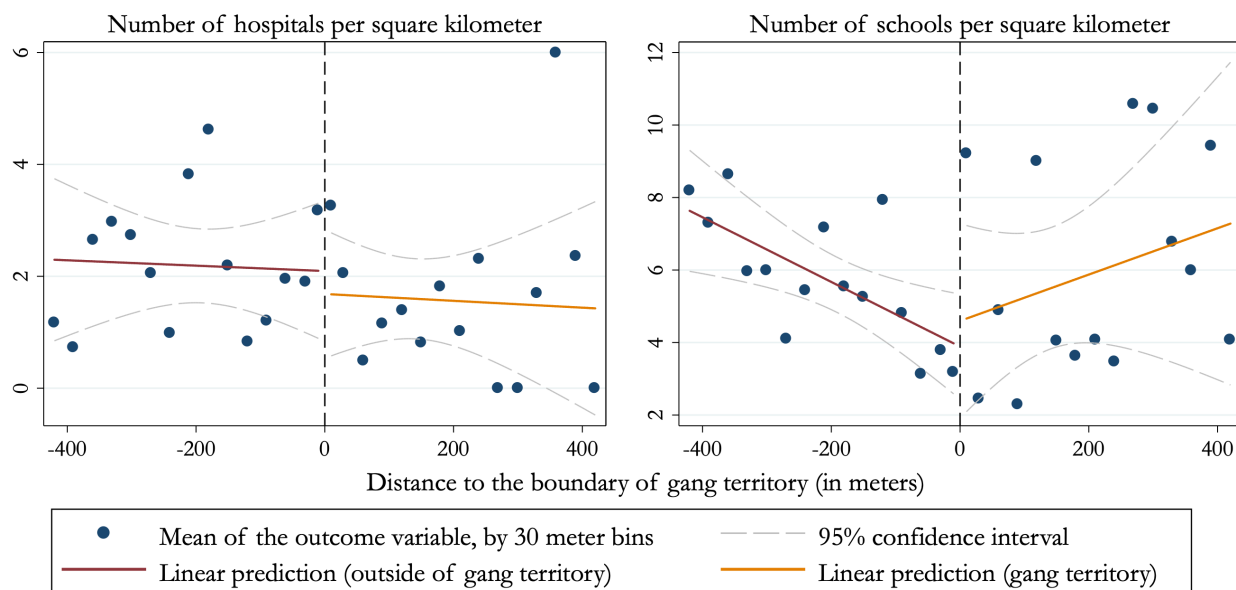 Number of hospitals per square kilometer
Number of schools per square kilometer
6
4
2
0
12
10
8
6
4
2
-400 -200 0 200 400
-400 -200 0 200 400
Distance to the boundary of gang territory (in meters)
Mean of the outcome variable, by 30 meter bins
95% confidence interval
Linear prediction (outside of gang territory)
Linear prediction (gang territory)